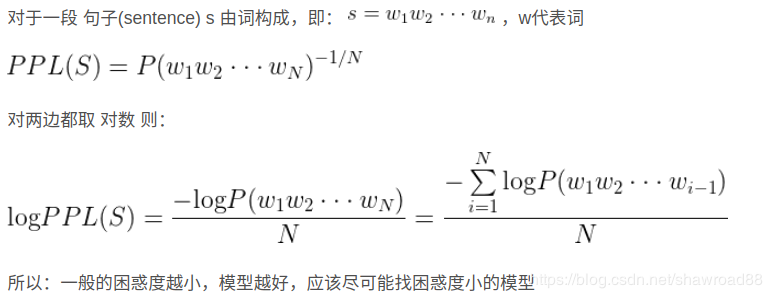 对于一段 句子(sentence) s 由词构成，即： s = w₁w₂ ··· wₙ ，w代表词
PPL(S) = P(w₁w₂ ··· w_N)^{-1/N}
对两边都取 对数 则：
logPPL(S) = \frac{-logP(w₁w₂ ··· w_N)}{N} = \frac{-\sum_{i=1}^{N} logP(w₁w₂ ··· w_{i-1})}{N}
所以：一般的困惑度越小，模型越好，应该尽可能找困惑度小的模型
https://blog.csdn.net/shawroad88